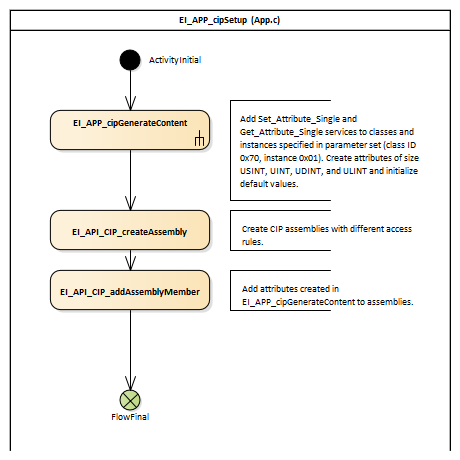 EI_APP_cipSetup (App.c)
ActivityInitial
EI_APP_cipGenerateContent
Add Set_Attribute_Single and
Get_Attribute_Single services to classes and
instances specified in parameter set (class ID
0x70, instance 0x01). Create attributes of size
USINT, UINT, UDINT, and ULINT and initialize
default values.
EI_API_CIP_createAssembly
Create CIP assemblies with different access
rules.
EI_API_CIP_addAssemblyMember
Add attributes created in
EI_APP_cipGenerateContent to assemblies.
FlowFinal